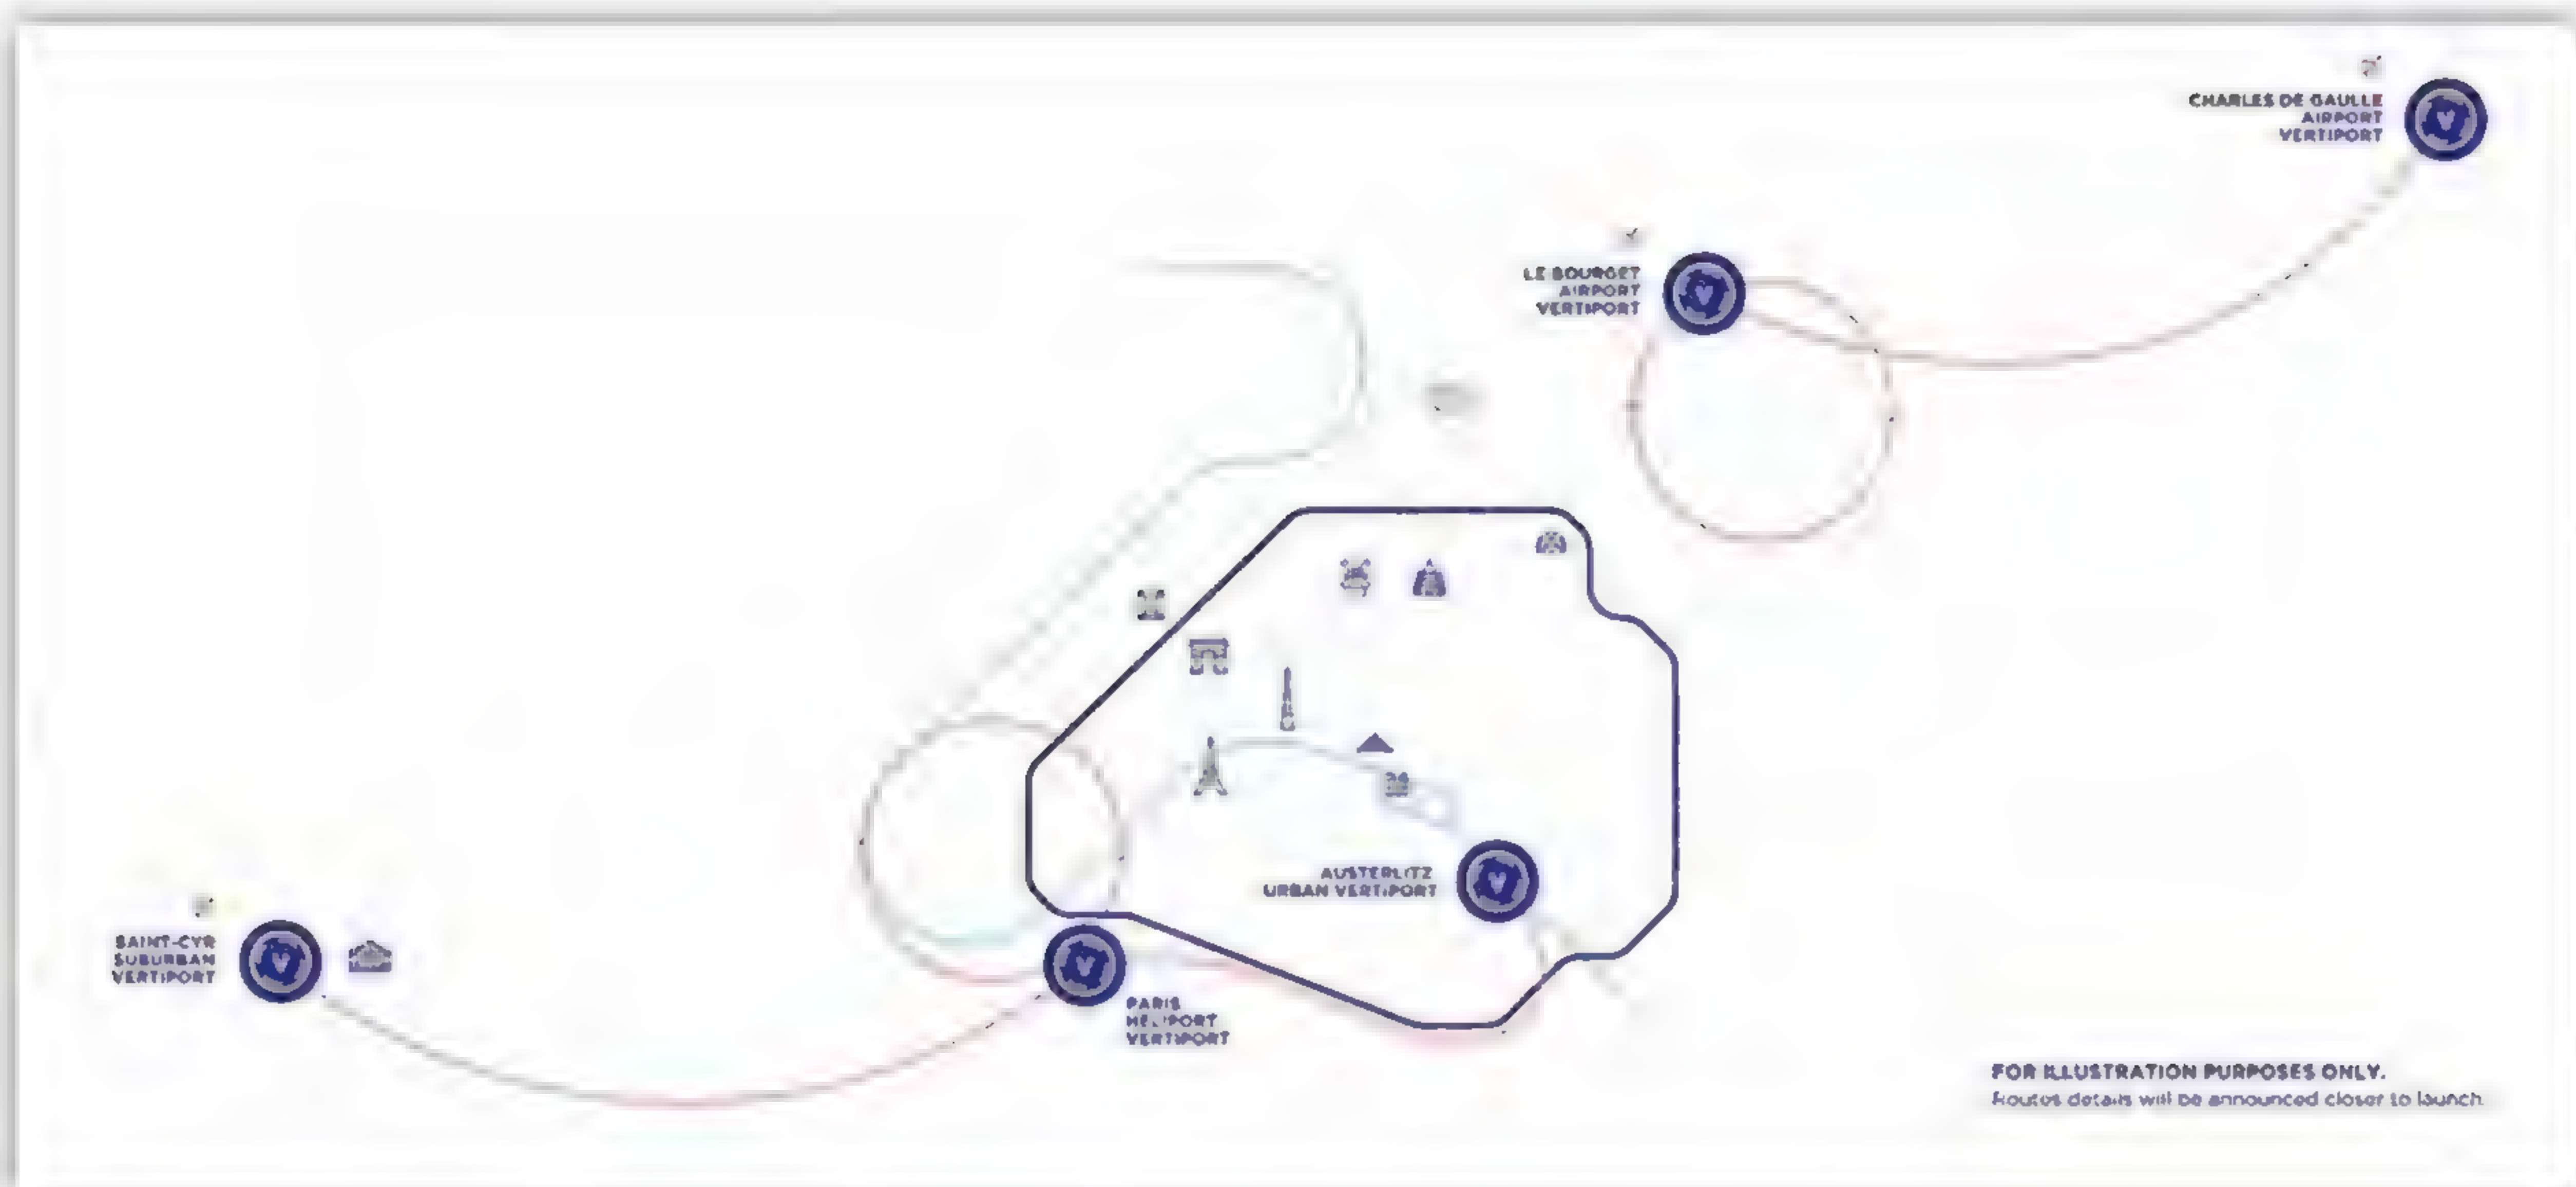 CHARLES DE GAULLE
AIRPORT
VERTIPORT
LE BOURGET
AIRPORT
VERTIPORT
AUSTERLITZ
URBAN VERTIPORT
SAINT-CYR
SUBURBAN
VERTIPORT
PARIS
HELIPORT
VERTIPORT
FOR ILLUSTRATION PURPOSES ONLY.
Routes details will be announced closer to launch.